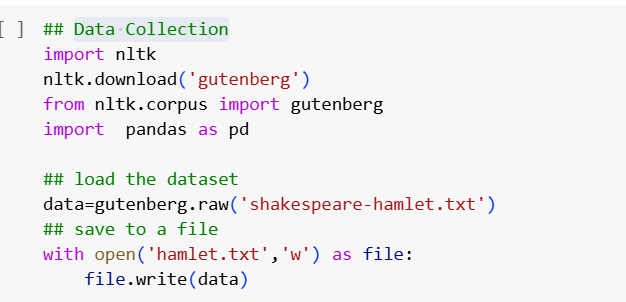 [ ] ## Data Collection
import nltk
nltk.download('gutenberg')
from nltk.corpus import gutenberg
import  pandas as pd

## load the dataset
data=gutenberg.raw('shakespeare-hamlet.txt')
## save to a file
with open('hamlet.txt','w') as file:
    file.write(data)